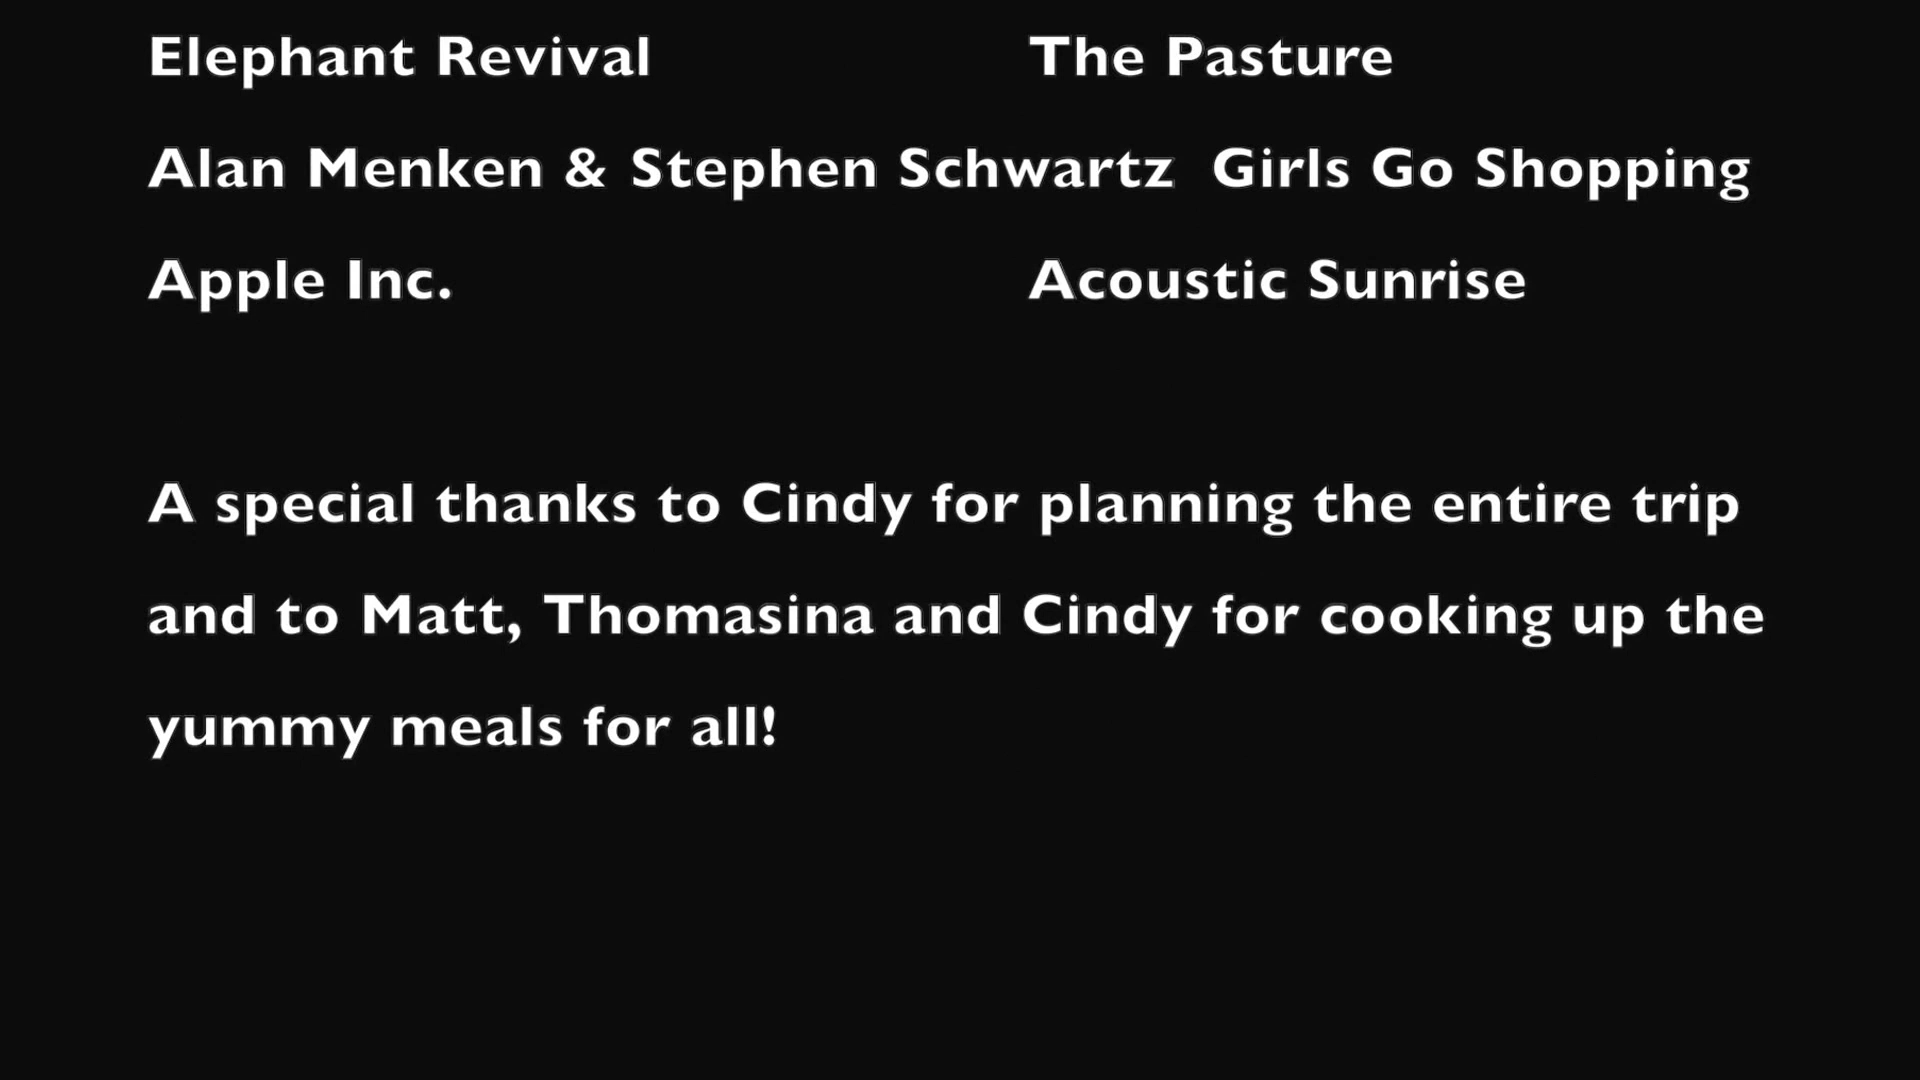 Elephant Revival The Pasture
Alan Menken & Stephen Schwartz Girls Go Shopping
Apple Inc. Acoustic Sunrise
A special thanks to Cindy for planning the entire trip
and to Matt, Thomasina and Cindy for cooking up the
yummy meals for all!